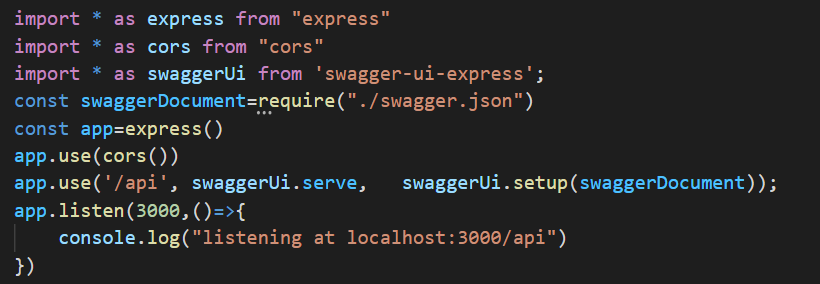 import * as express from "express"
import * as cors from "cors"
import * as swaggerUi from 'swagger-ui-express';
const swaggerDocument=require("./swagger.json")
const app=express()
app.use(cors())
app.use('/api', swaggerUi.serve,   swaggerUi.setup(swaggerDocument));
app.listen(3000,()=>{
    console.log("listening at localhost:3000/api")
})